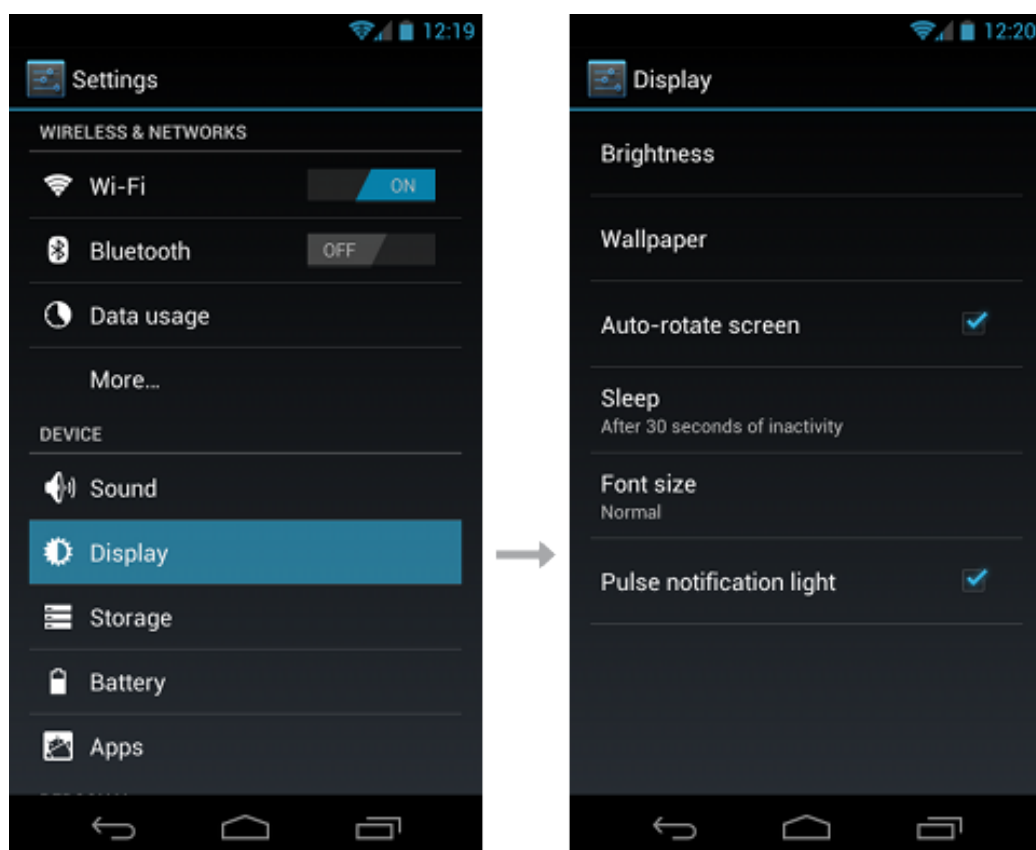 12:19
Settings
WIRELESS & NETWORKS
Wi-Fi ON
Bluetooth OFF
Data usage
More...
DEVICE
Sound
Display
Storage
Battery
Apps
12:20
Display
Brightness
Wallpaper
Auto-rotate screen
Sleep
After 30 seconds of inactivity
Font size
Normal
Pulse notification light